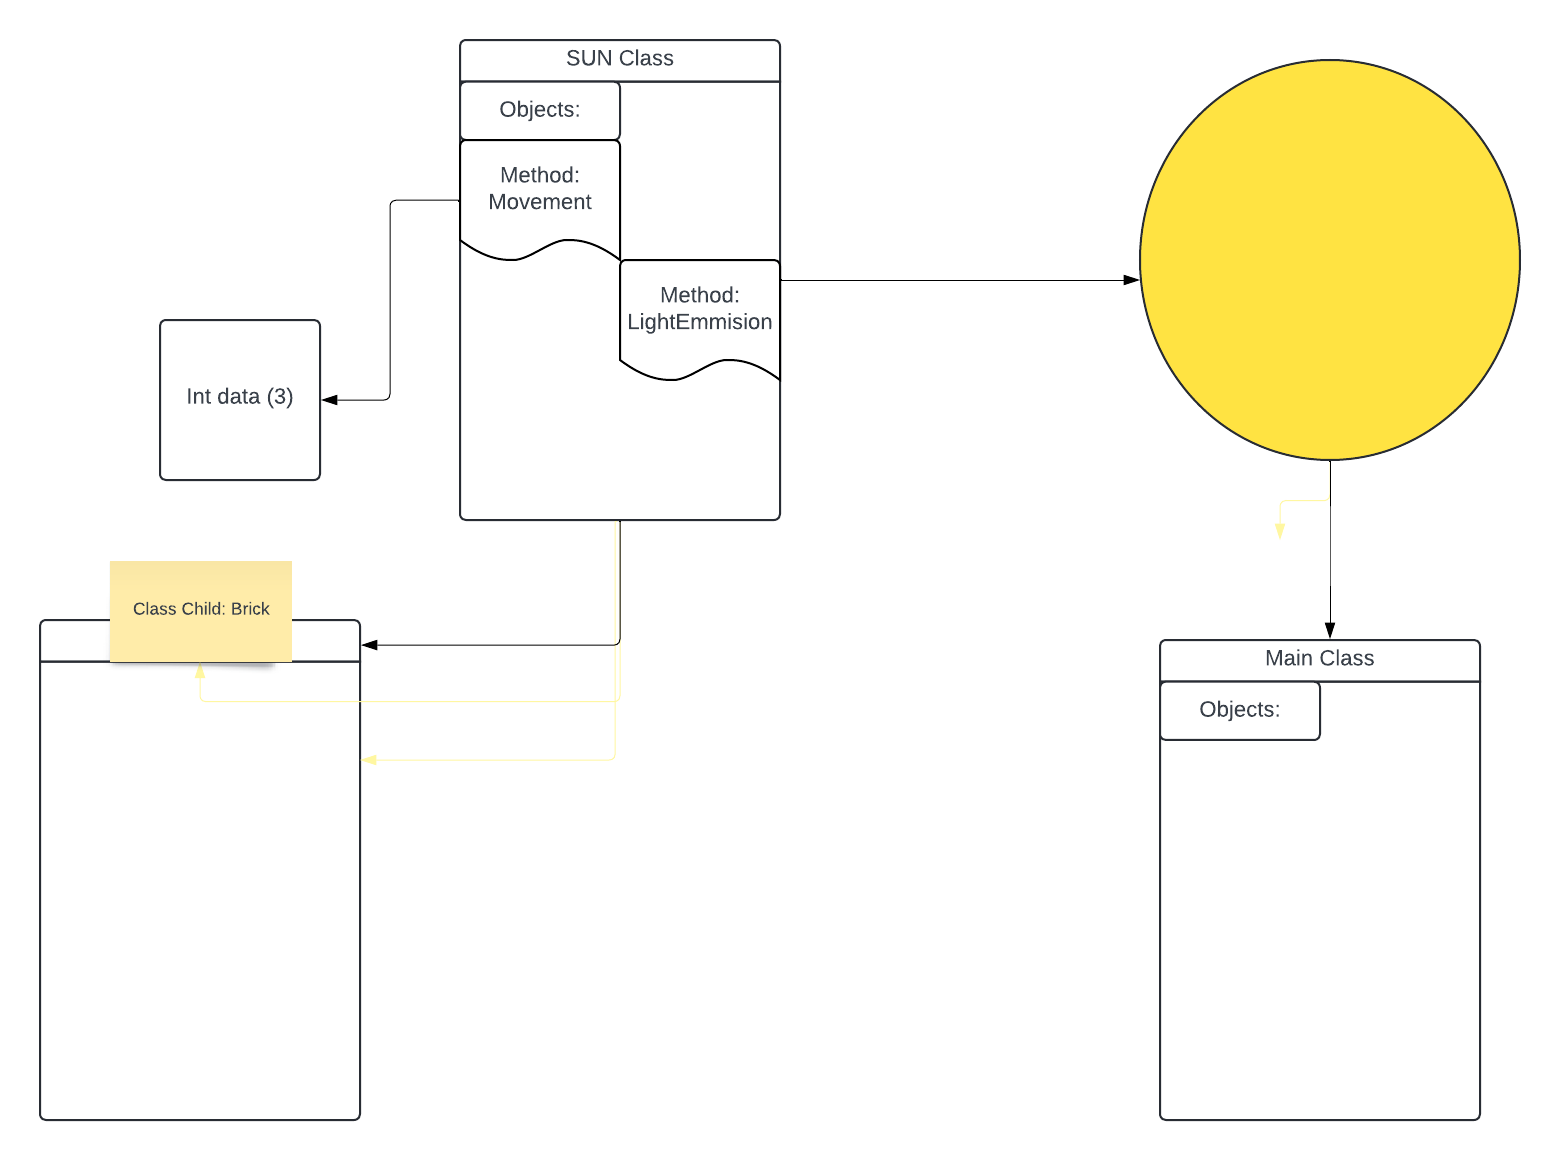 SUN Class
Objects:
Method:
Movement
Method:
LightEmmision
Int data (3)
Class Child: Brick
Main Class
Objects: